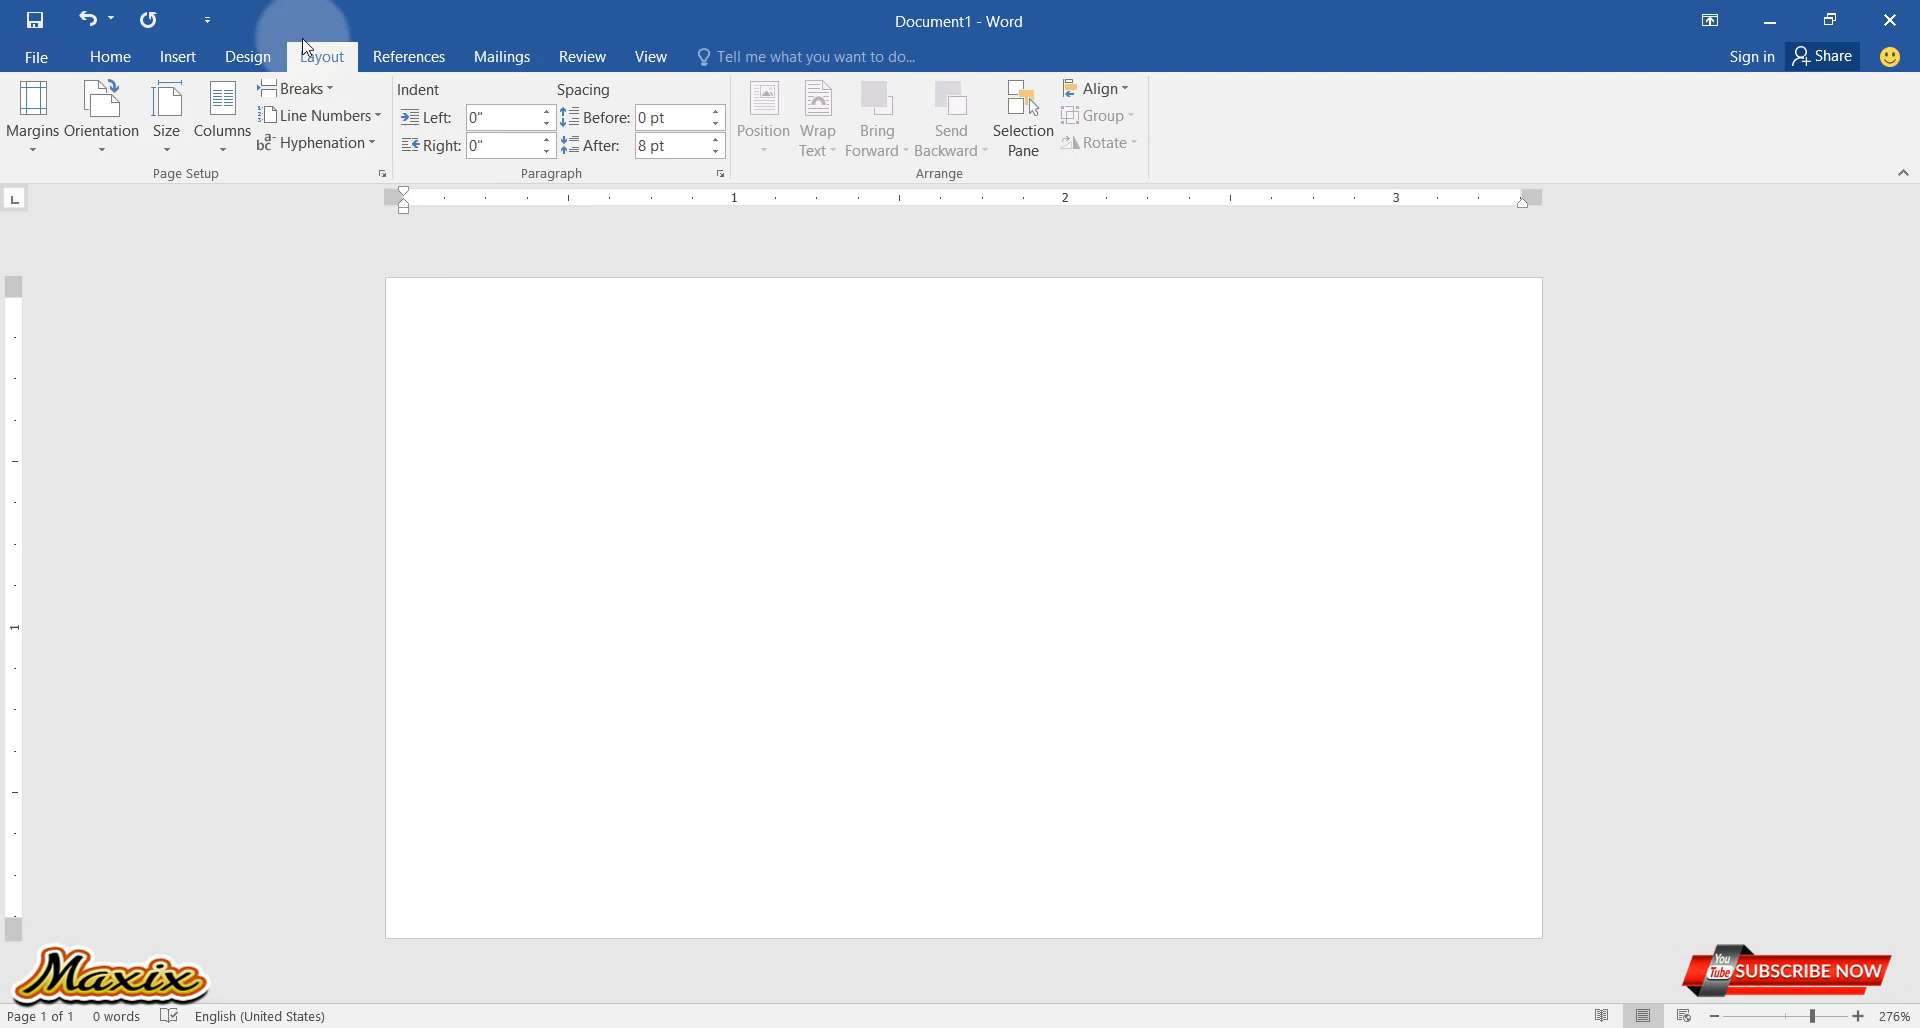 Document1 - Word
File Home Insert Design Layout References Mailings Review View Tell me what you want to do... Sign in Share
Margins Orientation Size Columns Breaks Line Numbers Hyphenation
Page Setup
Indent Spacing
Left: 0" Before: 0 pt
Right: 0" After: 8 pt
Paragraph
Position Wrap Text Bring Forward Send Backward Selection Pane Align Group Rotate
Arrange
L 1 2 3
1
Maxix
You Tube SUBSCRIBE NOW
Page 1 of 1 0 words English (United States) 276%